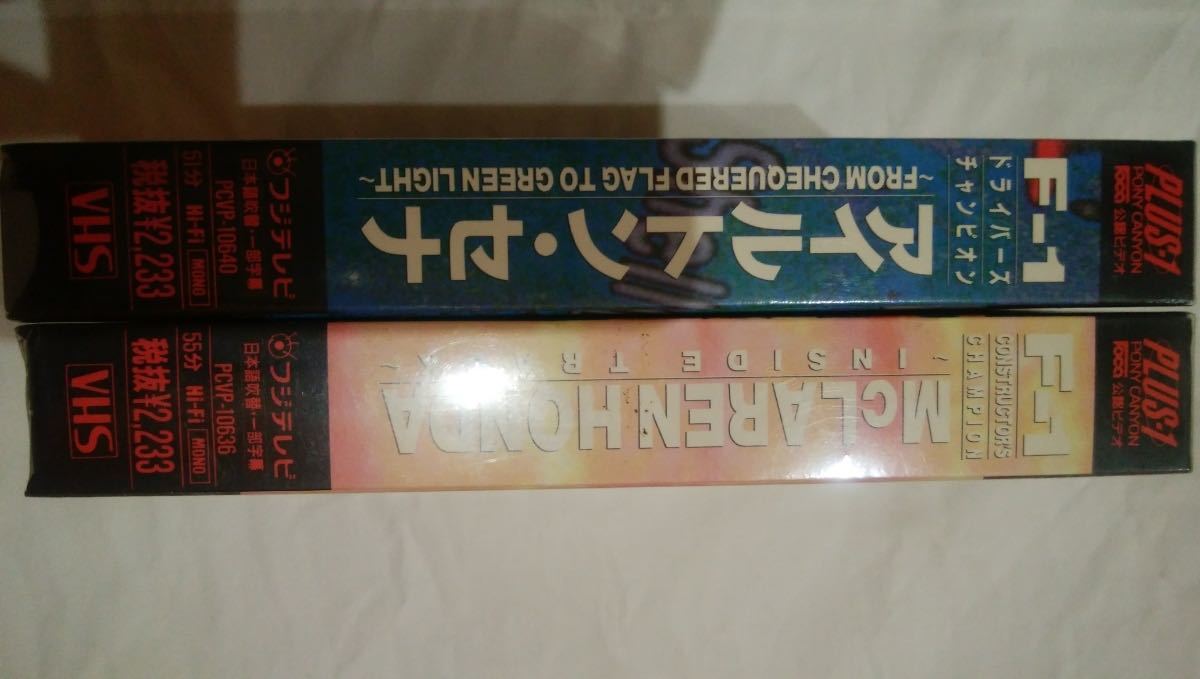 PLUS-1
PONY CANYON
公認ビデオ
F-1
ドライバーズ
チャンピオン
アイルトン・セナ
~FROM CHEQUERED FLAG TO GREEN LIGHT~
フジテレビ
日本語吹替・一部字幕
PCVP-10640
51分 Hi-Fi MONO
税抜¥2,233
VHS
PLUS-1
PONY CANYON
公認ビデオ
F-1
CONSTRUCTOR'S
CHAMPION
McLAREN HONDA
~INSIDE TR
フジテレビ
日本語吹替・一部字幕
PCVP-10636
55分 Hi-Fi MONO
税抜¥2,233
VHS